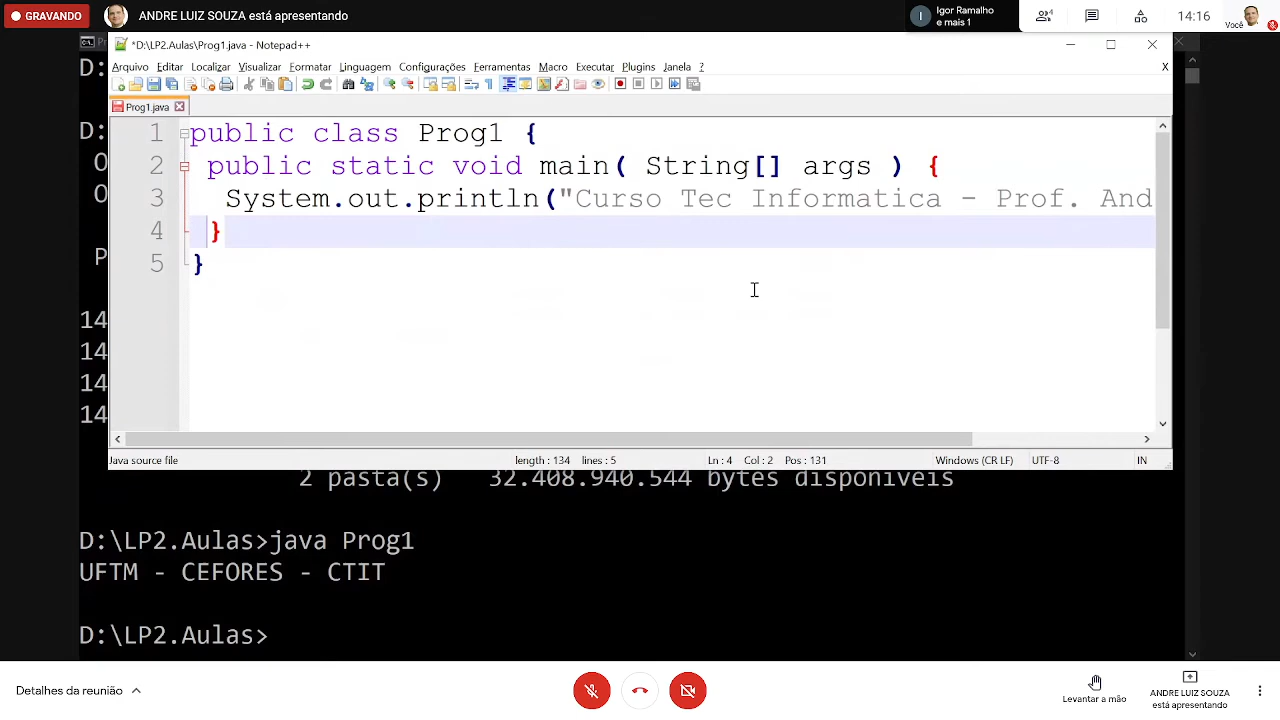 GRAVANDO
ANDRE LUIZ SOUZA está apresentando
I
Igor Ramalho
e mais 1
14:16
Você
*D:\LP2.Aulas\Prog1.java - Notepad++
Arquivo Editar Localizar Visualizar Formatar Linguagem Configurações Ferramentas Macro Executar Plugins Janela ?
X
Prog1.java
1 public class Prog1 {
2 public static void main( String[] args ) {
3 System.out.println("Curso Tec Informatica - Prof. And
4 }
5 }
Java source file
length : 134 lines : 5
Ln : 4 Col : 2 Pos : 131
Windows (CR LF)
UTF-8
IN
D:
D:
O
O
P
14
14
14
14
2 pasta(s) 32.408.940.544 bytes disponíveis
D:\LP2.Aulas>java Prog1
UFTM - CEFORES - CTIT
D:\LP2.Aulas>
Detalhes da reunião
Levantar a mão
ANDRE LUIZ SOUZA
está apresentando